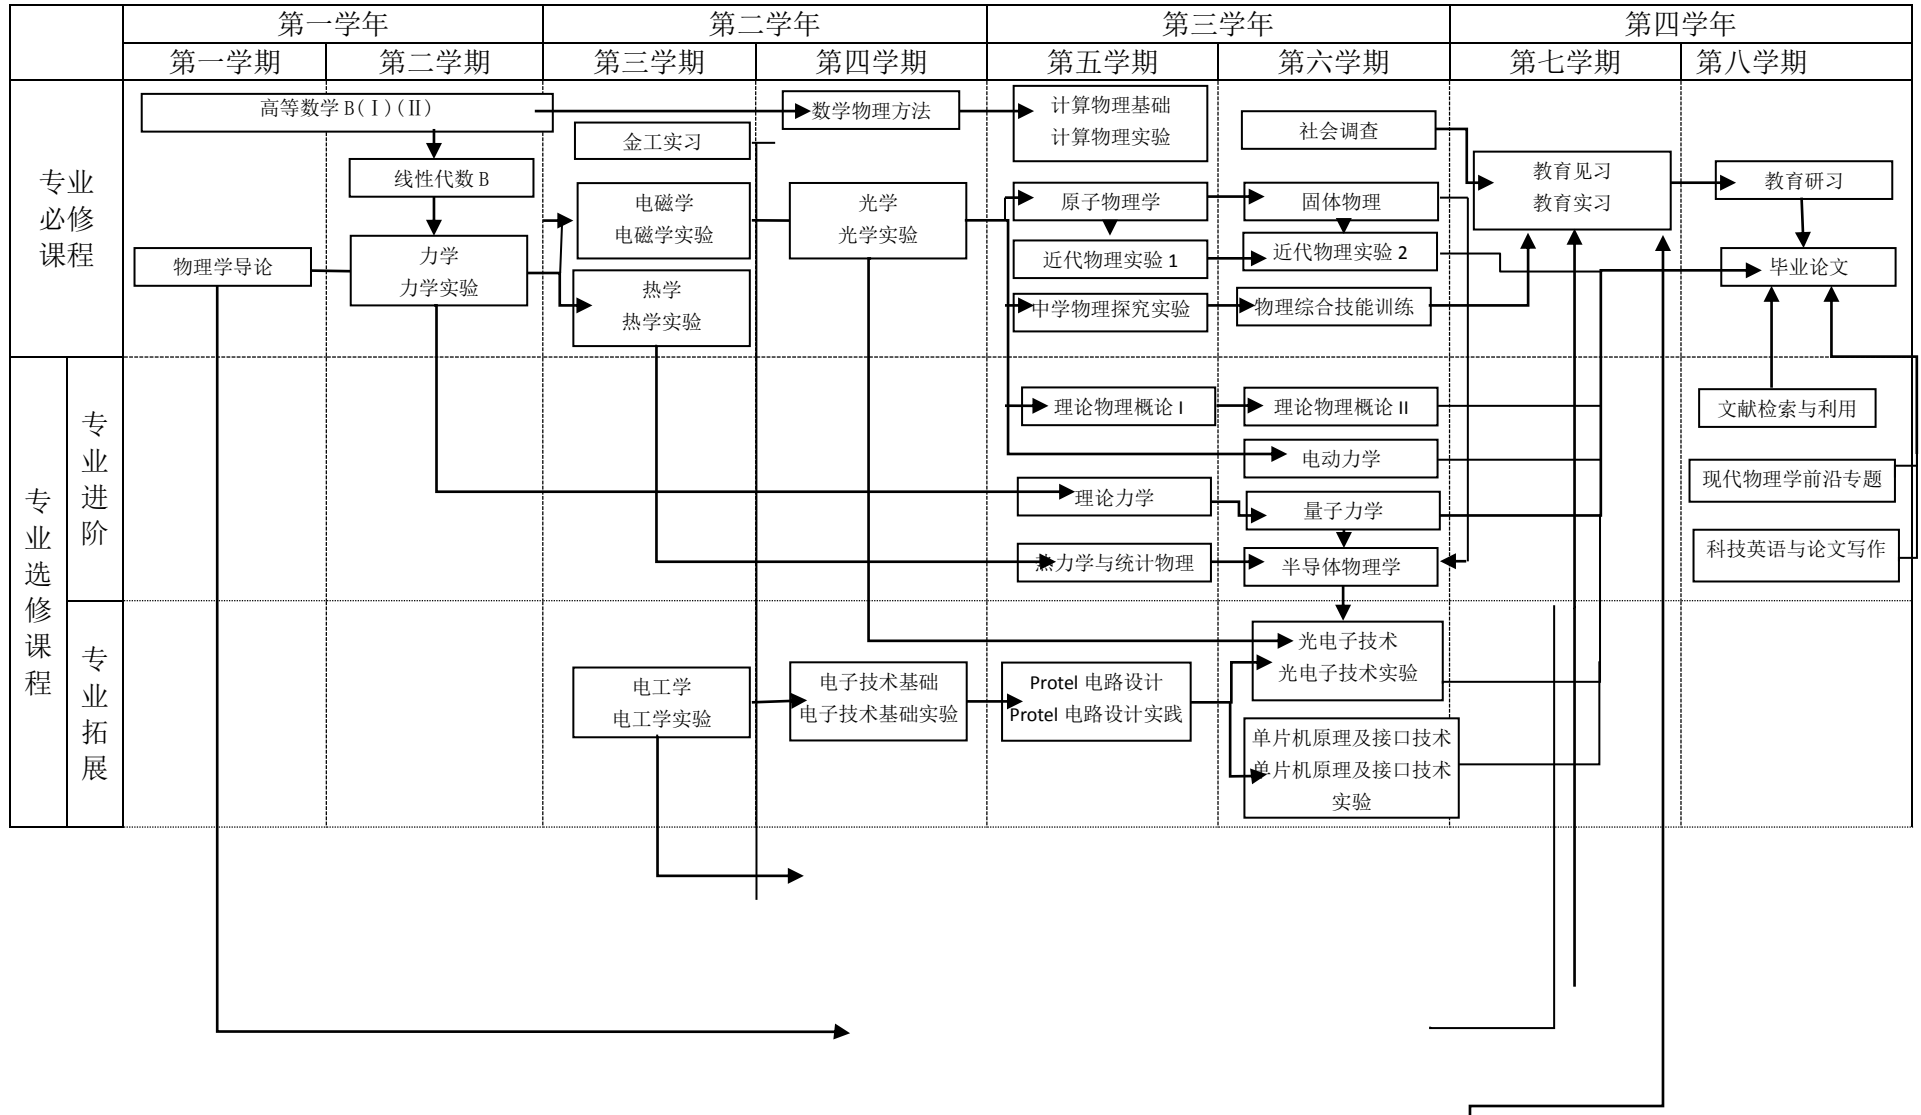 第一学年
第二学年
第三学年
第四学年
第一学期
第二学期
第三学期
第四学期
第五学期
第六学期
第七学期
第八学期
专业
必修
课程
高等数学 B(Ⅰ)(Ⅱ)
线性代数 B
物理学导论
力学
力学实验
金工实习
电磁学
电磁学实验
热学
热学实验
数学物理方法
光学
光学实验
计算物理基础
计算物理实验
原子物理学
近代物理实验 1
中学物理探究实验
社会调查
固体物理
近代物理实验 2
物理综合技能训练
教育见习
教育实习
教育研习
毕业论文
专业选修课程
专业进阶
理论物理概论 I
理论物理概论 II
电动力学
理论力学
量子力学
热力学与统计物理
半导体物理学
文献检索与利用
现代物理学前沿专题
科技英语与论文写作
专业拓展
电工学
电工学实验
电子技术基础
电子技术基础实验
Protel 电路设计
Protel 电路设计实践
光电子技术
光电子技术实验
单片机原理及接口技术
单片机原理及接口技术
实验